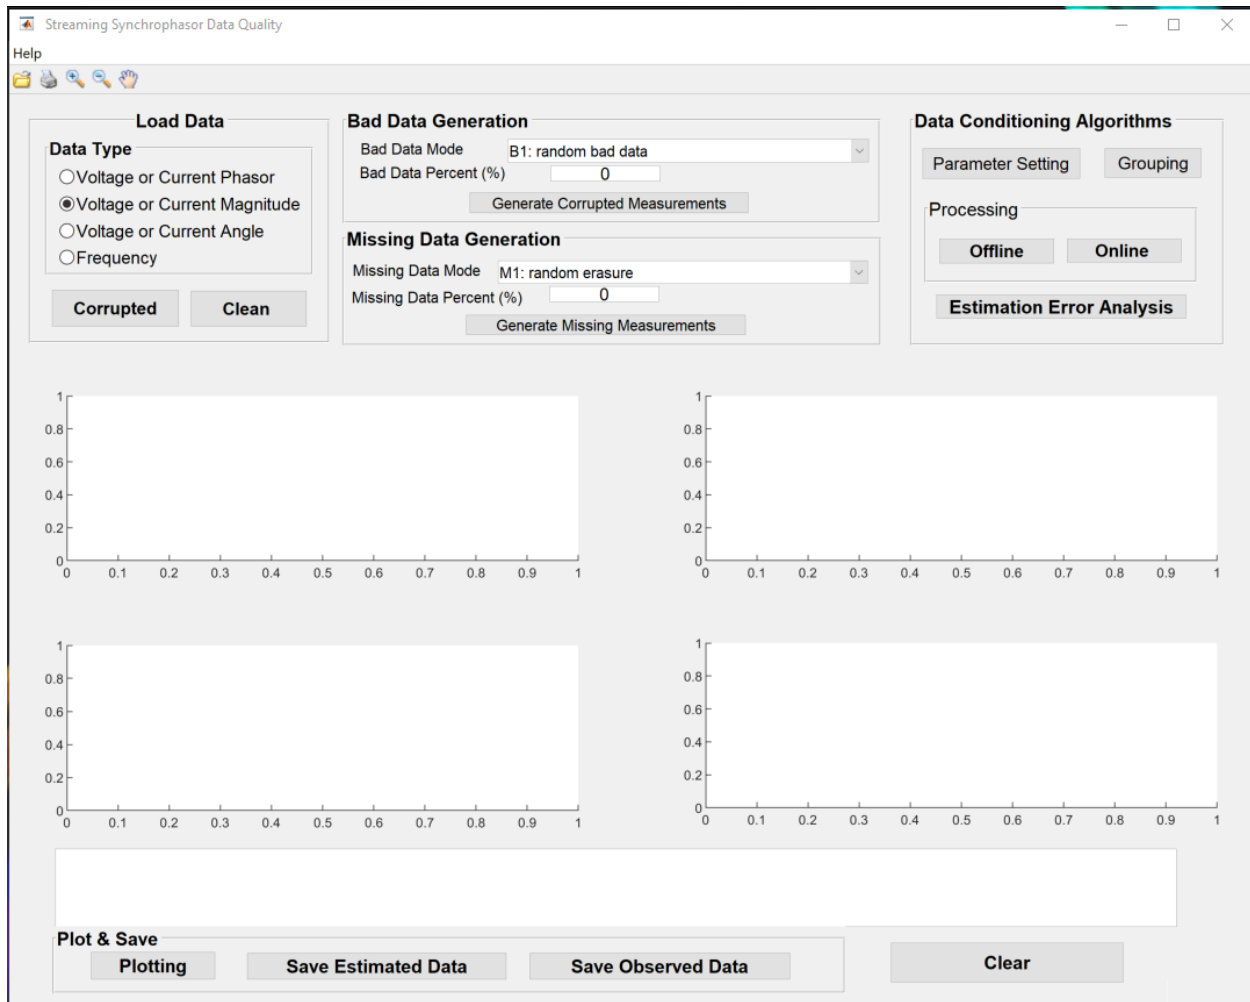 Streaming Synchrophasor Data Quality
Help
Load Data
Data Type
Voltage or Current Phasor
Voltage or Current Magnitude
Voltage or Current Angle
Frequency
Corrupted Clean
Bad Data Generation
Bad Data Mode B1: random bad data
Bad Data Percent (%) 0
Generate Corrupted Measurements
Missing Data Generation
Missing Data Mode M1: random erasure
Missing Data Percent (%) 0
Generate Missing Measurements
Data Conditioning Algorithms
Parameter Setting Grouping
Processing
Offline Online
Estimation Error Analysis
1
0.8
0.6
0.4
0.2
0
0 0.1 0.2 0.3 0.4 0.5 0.6 0.7 0.8 0.9 1
1
0.8
0.6
0.4
0.2
0
0 0.1 0.2 0.3 0.4 0.5 0.6 0.7 0.8 0.9 1
1
0.8
0.6
0.4
0.2
0
0 0.1 0.2 0.3 0.4 0.5 0.6 0.7 0.8 0.9 1
1
0.8
0.6
0.4
0.2
0
0 0.1 0.2 0.3 0.4 0.5 0.6 0.7 0.8 0.9 1
Plot & Save
Plotting Save Estimated Data Save Observed Data
Clear